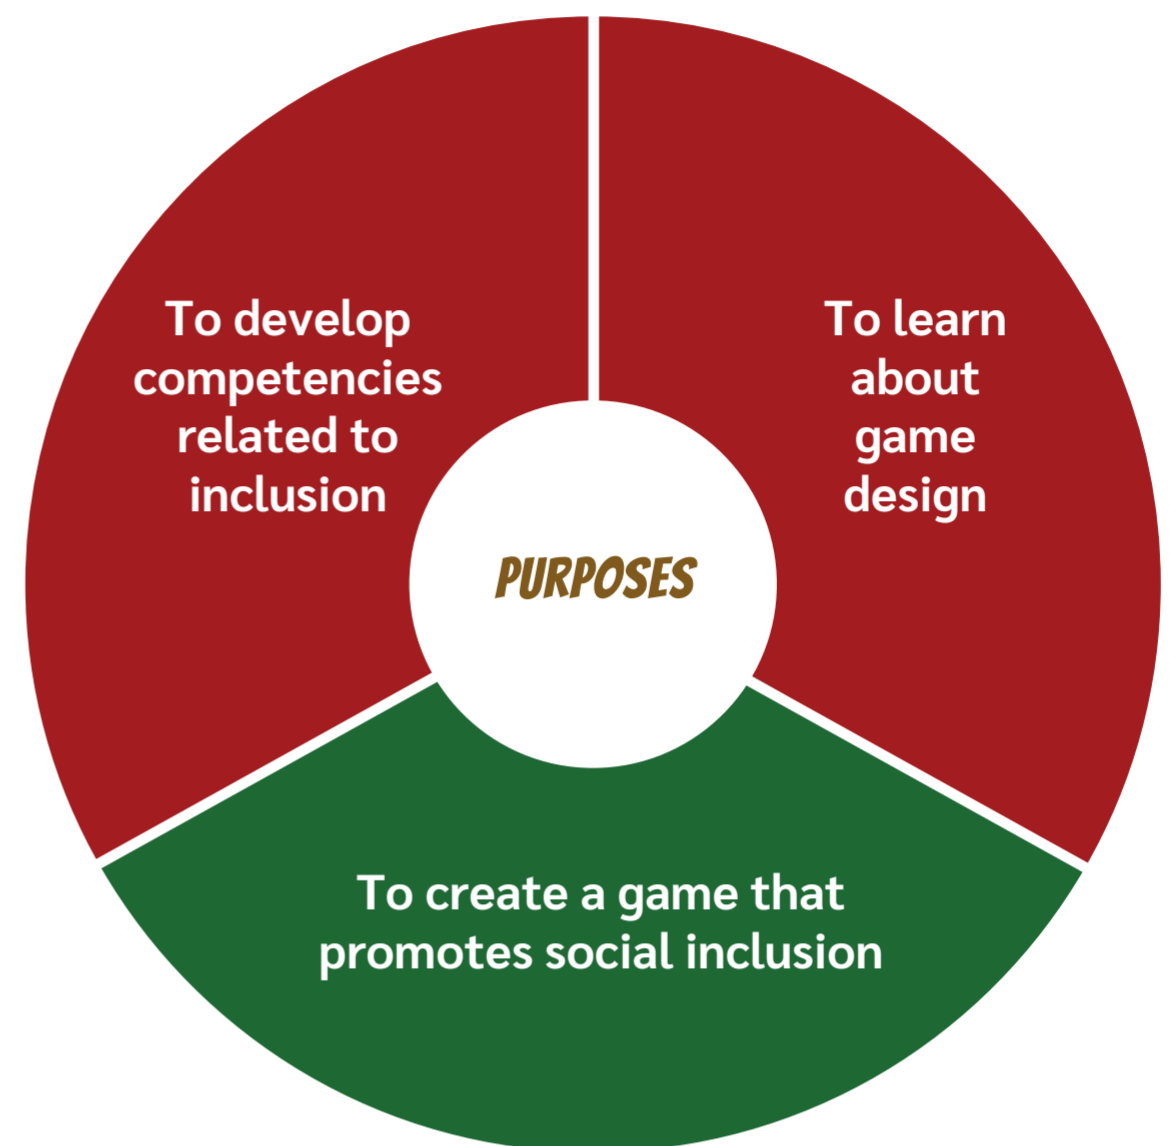 To develop
competencies
related to
inclusion
To learn
about
game
design
PURPOSES
To create a game that
promotes social inclusion